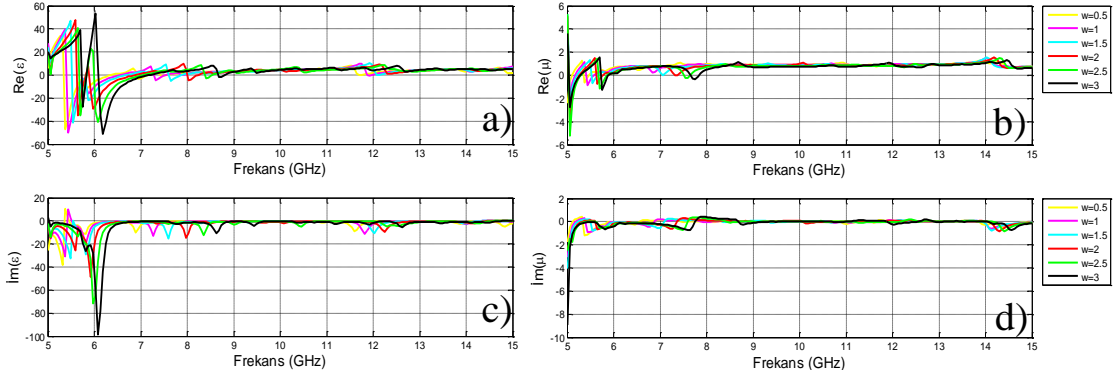 60
40
20
0
-20
-40
-60
Re(ε)
a)
5 6 7 8 9 10 11 12 13 14 15
Frekans (GHz)
6
4
2
0
-2
-4
-6
Re(μ)
b)
5 6 7 8 9 10 11 12 13 14 15
Frekans (GHz)
w=0.5
w=1
w=1.5
w=2
w=2.5
w=3
20
0
-20
-40
-60
-80
-100
İm(ε)
c)
5 6 7 8 9 10 11 12 13 14 15
Frekans (GHz)
2
0
-2
-4
-6
-8
-10
İm(μ)
d)
5 6 7 8 9 10 11 12 13 14 15
Frekans (GHz)
w=0.5
w=1
w=1.5
w=2
w=2.5
w=3